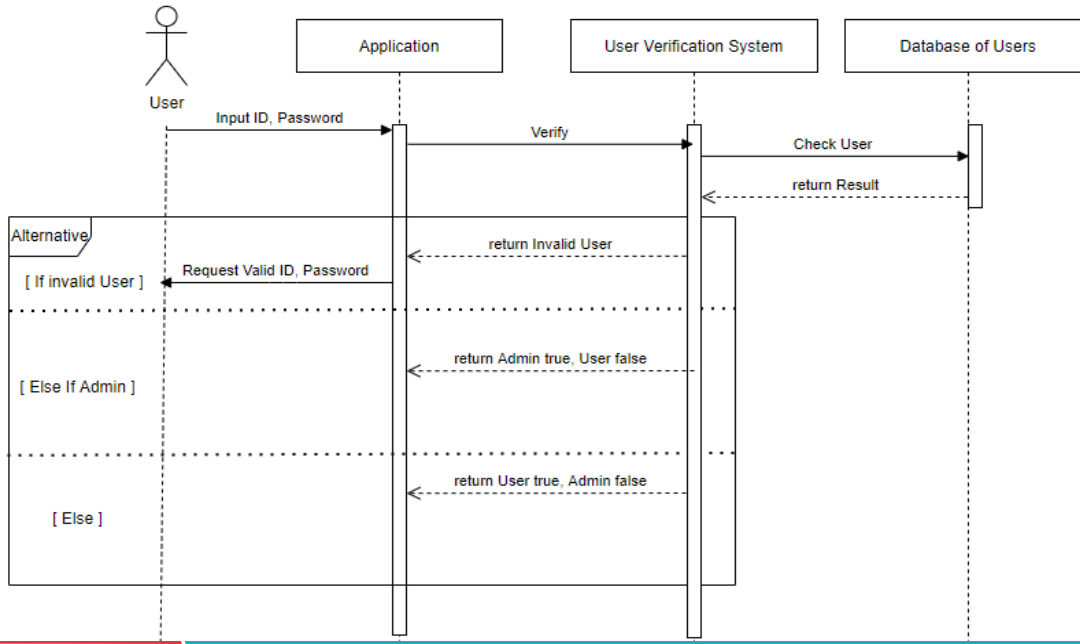 Application
User Verification System
Database of Users
User
Input ID, Password
Verify
Check User
return Result
Alternative
return Invalid User
[ If invalid User ]
Request Valid ID, Password
return Admin true, User false
[ Else If Admin ]
return User true, Admin false
[ Else ]